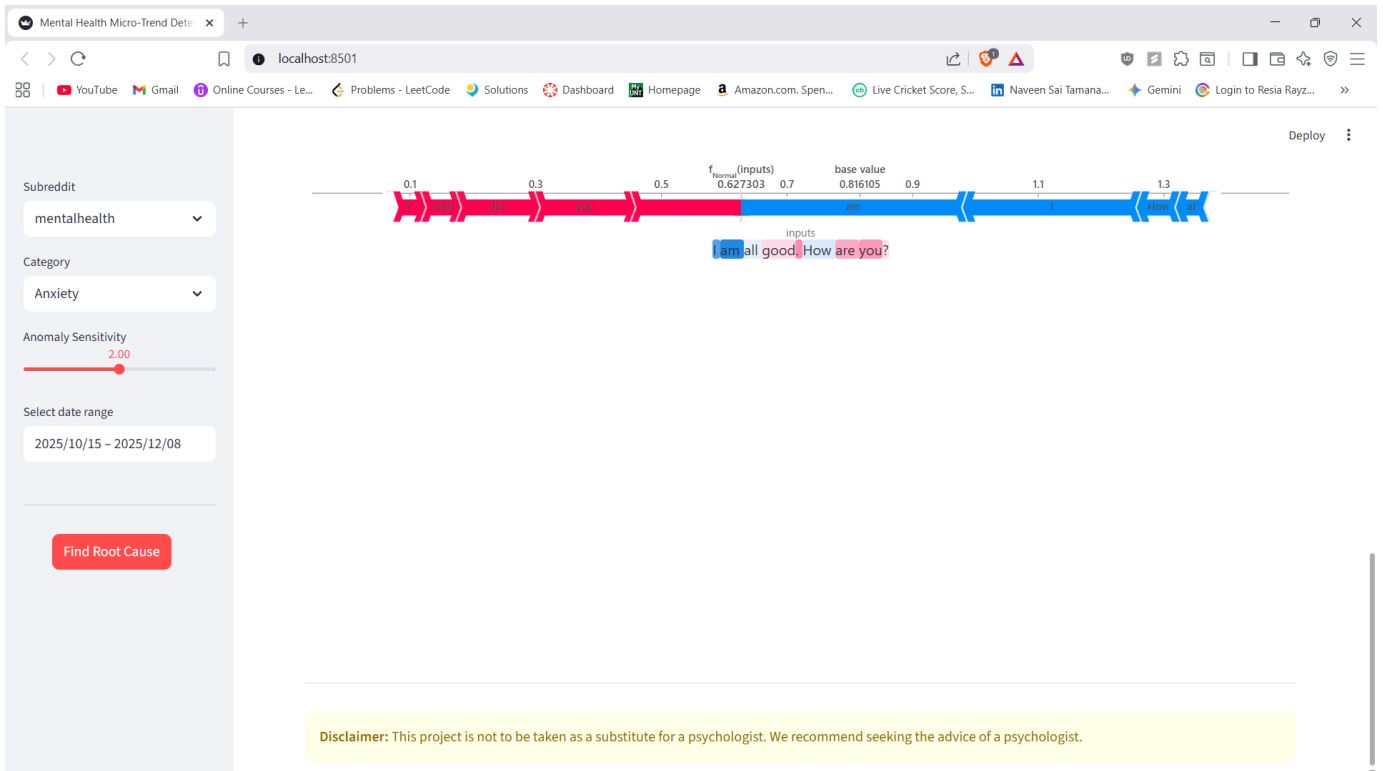 Mental Health Micro-Trend Dete
localhost:8501
1
YouTube Gmail Online Courses - Le... Problems - LeetCode Solutions Dashboard Homepage Amazon.com. Spen... Live Cricket Score, S... Naveen Sai Tamana... Gemini Login to Resia Rayz...
Deploy
Subreddit
mentalhealth
Category
Anxiety
Anomaly Sensitivity
2.00
Select date range
2025/10/15 – 2025/12/08
Find Root Cause
fNormal(inputs) base value
0.1 0.3 0.5 0.627303 0.7 0.816105 0.9 1.1 1.3
are you am I How all
inputs
I am all good. How are you?
Disclaimer: This project is not to be taken as a substitute for a psychologist. We recommend seeking the advice of a psychologist.